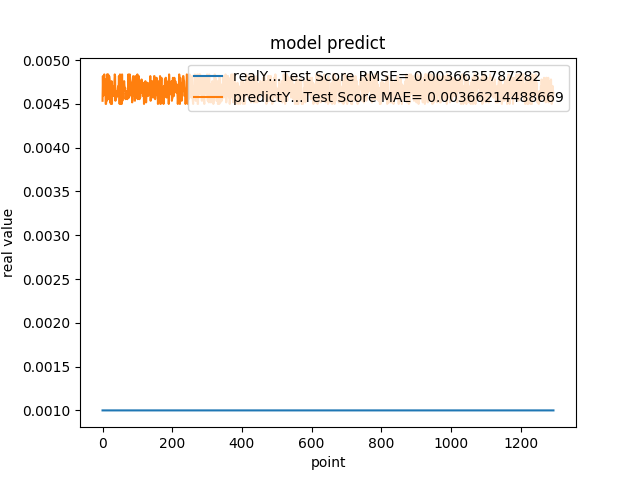 model predict
0.0050
0.0045
0.0040
0.0035
0.0030
0.0025
0.0020
0.0015
0.0010
real value
realY...Test Score RMSE= 0.0036635787282
predictY...Test Score MAE= 0.00366214488669
0 200 400 600 800 1000 1200
point